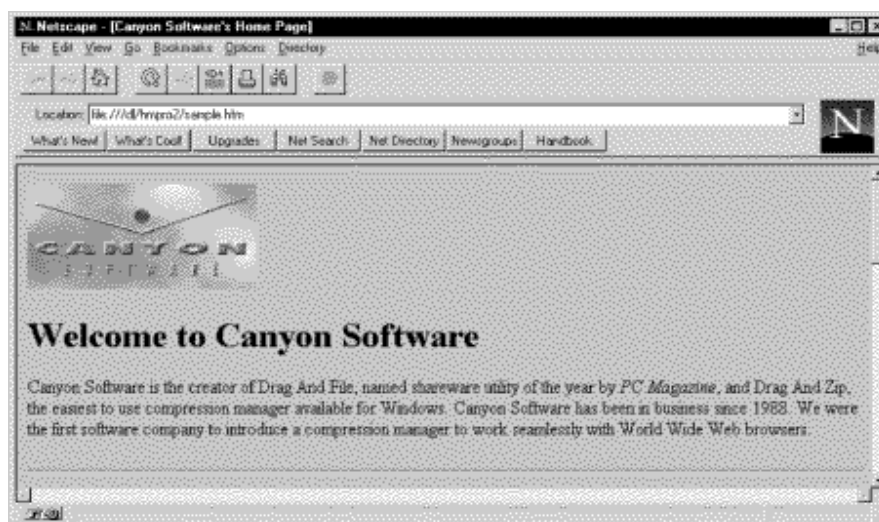 N Netscape - [Canyon Software's Home Page]
File Edit View Go Bookmarks Options Directory Help
Location: file:///d|/hmpro2/sample.htm
What's New! What's Cool! Upgrades Net Search Net Directory Newsgroups Handbook
N
CANYON
SOFTWARE
Welcome to Canyon Software
Canyon Software is the creator of Drag And File, named shareware utility of the year by PC Magazine, and Drag And Zip,
the easiest to use compression manager available for Windows. Canyon Software has been in business since 1988. We were
the first software company to introduce a compression manager to work seamlessly with World Wide Web browsers.